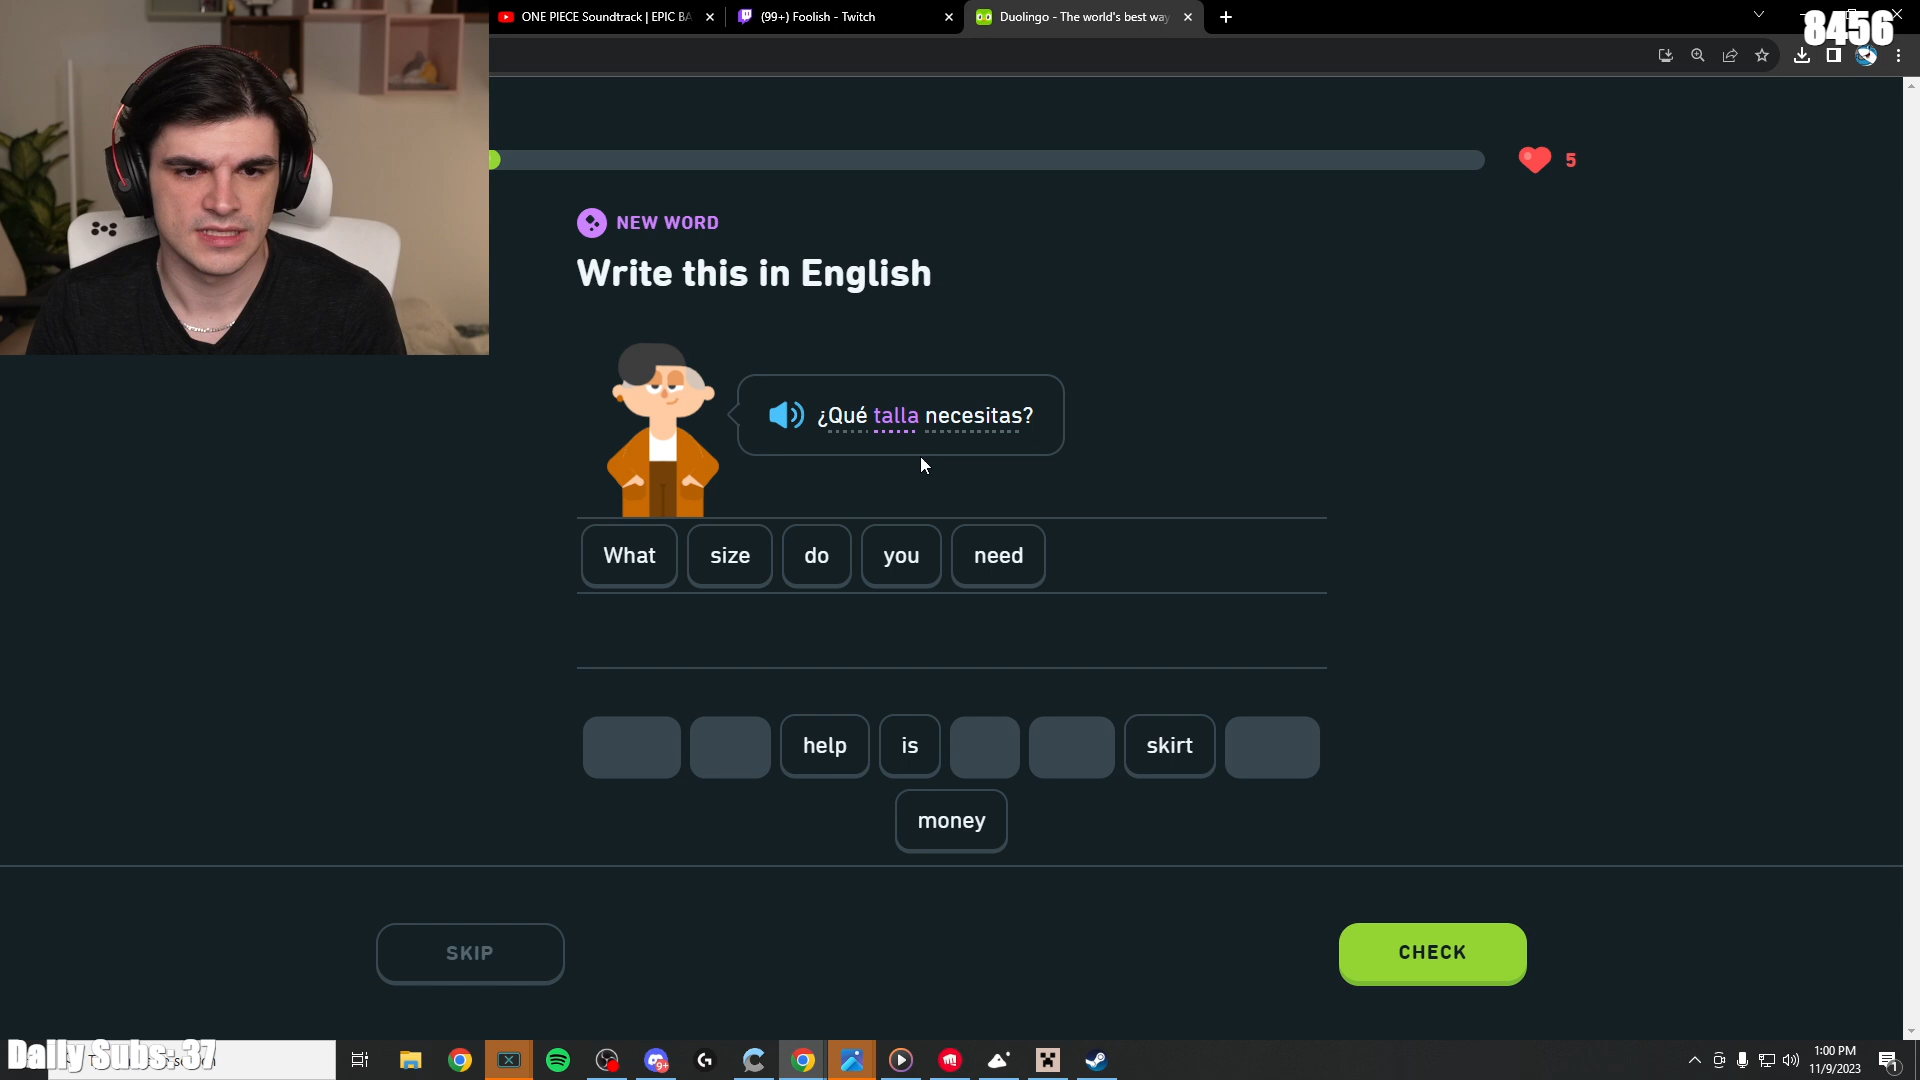 ONE PIECE Soundtrack | EPIC BA
(99+) Foolish - Twitch
Duolingo - The world's best way
8456
5
NEW WORD
Write this in English
¿Qué talla necesitas?
What size do you need
help is skirt
money
SKIP
CHECK
Daily Subs: 37
9+
1:00 PM
11/9/2023
1